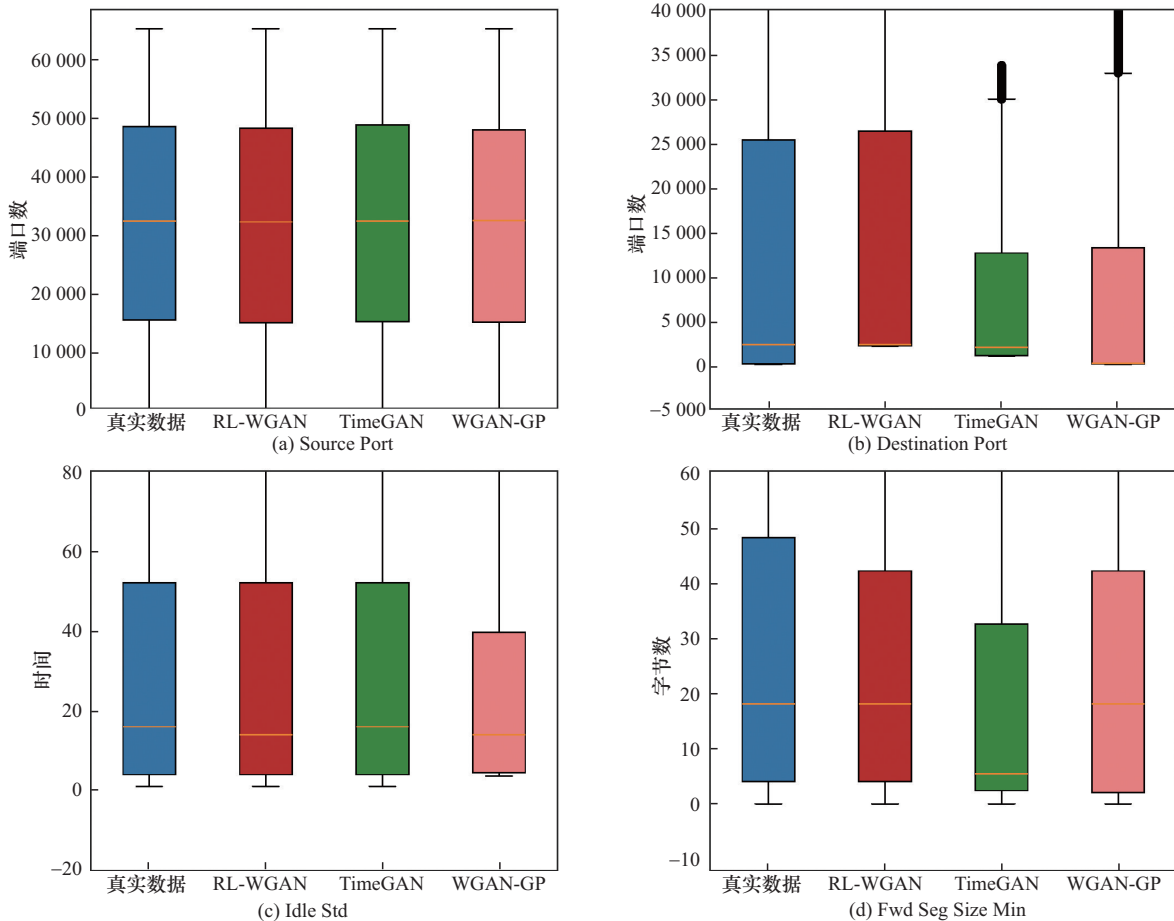 60 000
50 000
40 000
30 000
20 000
10 000
0
端口数
真实数据 RL-WGAN TimeGAN WGAN-GP
(a) Source Port
40 000
35 000
30 000
25 000
20 000
15 000
10 000
5 000
0
–5 000
端口数
真实数据 RL-WGAN TimeGAN WGAN-GP
(b) Destination Port
80
60
40
20
0
–20
时间
真实数据 RL-WGAN TimeGAN WGAN-GP
(c) Idle Std
60
50
40
30
20
10
0
–10
字节数
真实数据 RL-WGAN TimeGAN WGAN-GP
(d) Fwd Seg Size Min